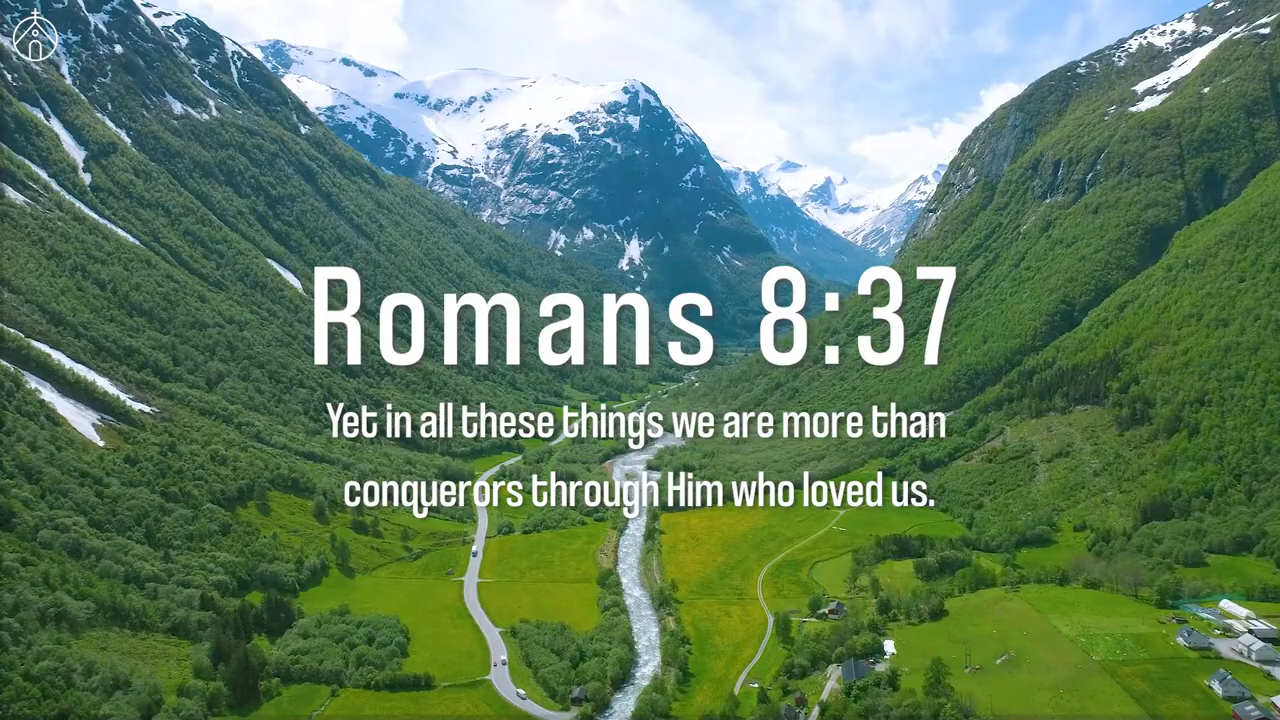 Romans 8:37
Yet in all these things we are more than
conquerors through Him who loved us.